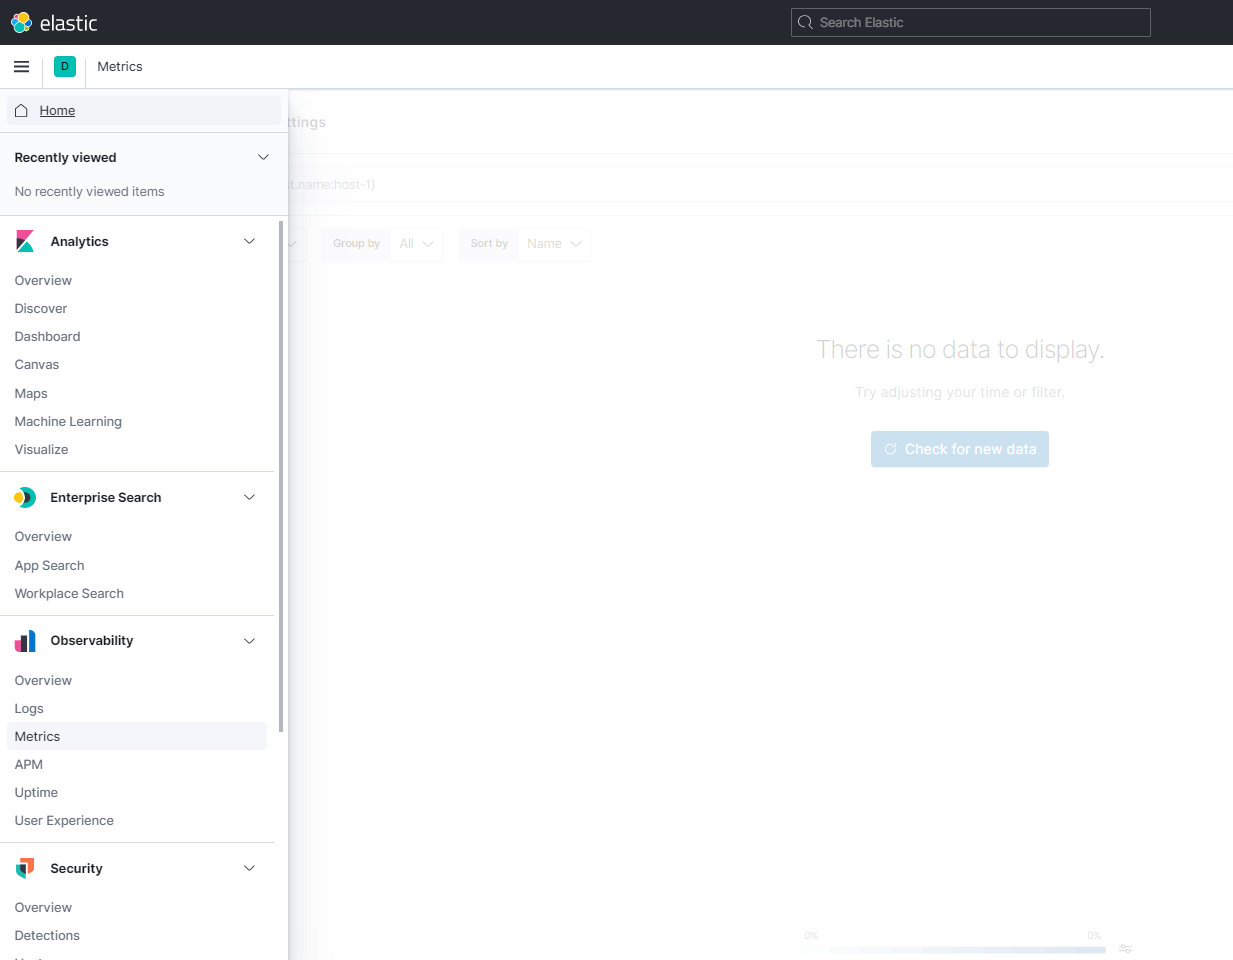 elastic
Search Elastic
D
Metrics
Home
ttings
Recently viewed
No recently viewed items
t.name:host-1)
Analytics
Group by
All
Sort by
Name
Overview
Discover
Dashboard
Canvas
Maps
Machine Learning
Visualize
There is no data to display.
Try adjusting your time or filter.
Check for new data
Enterprise Search
Overview
App Search
Workplace Search
Observability
Overview
Logs
Metrics
APM
Uptime
User Experience
Security
Overview
Detections
0%
0%